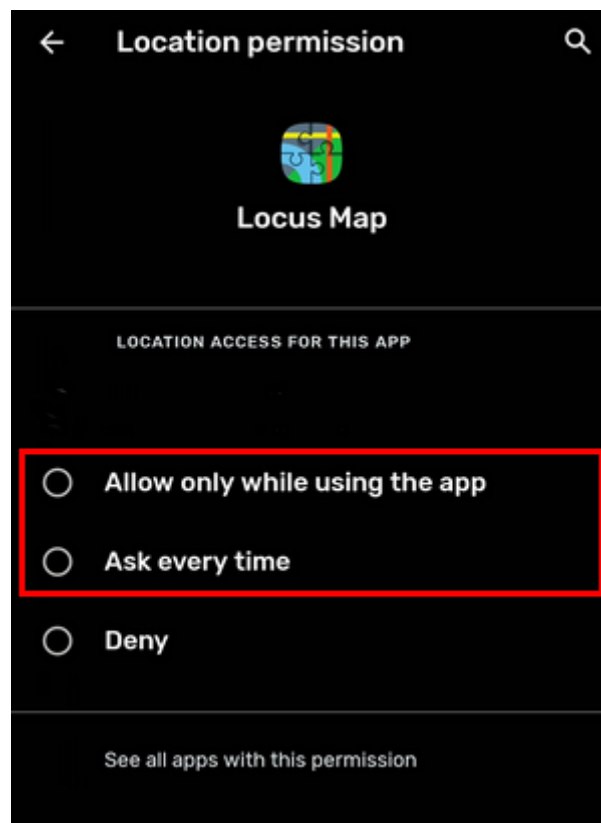 Location permission
Locus Map
LOCATION ACCESS FOR THIS APP
Allow only while using the app
Ask every time
Deny
See all apps with this permission